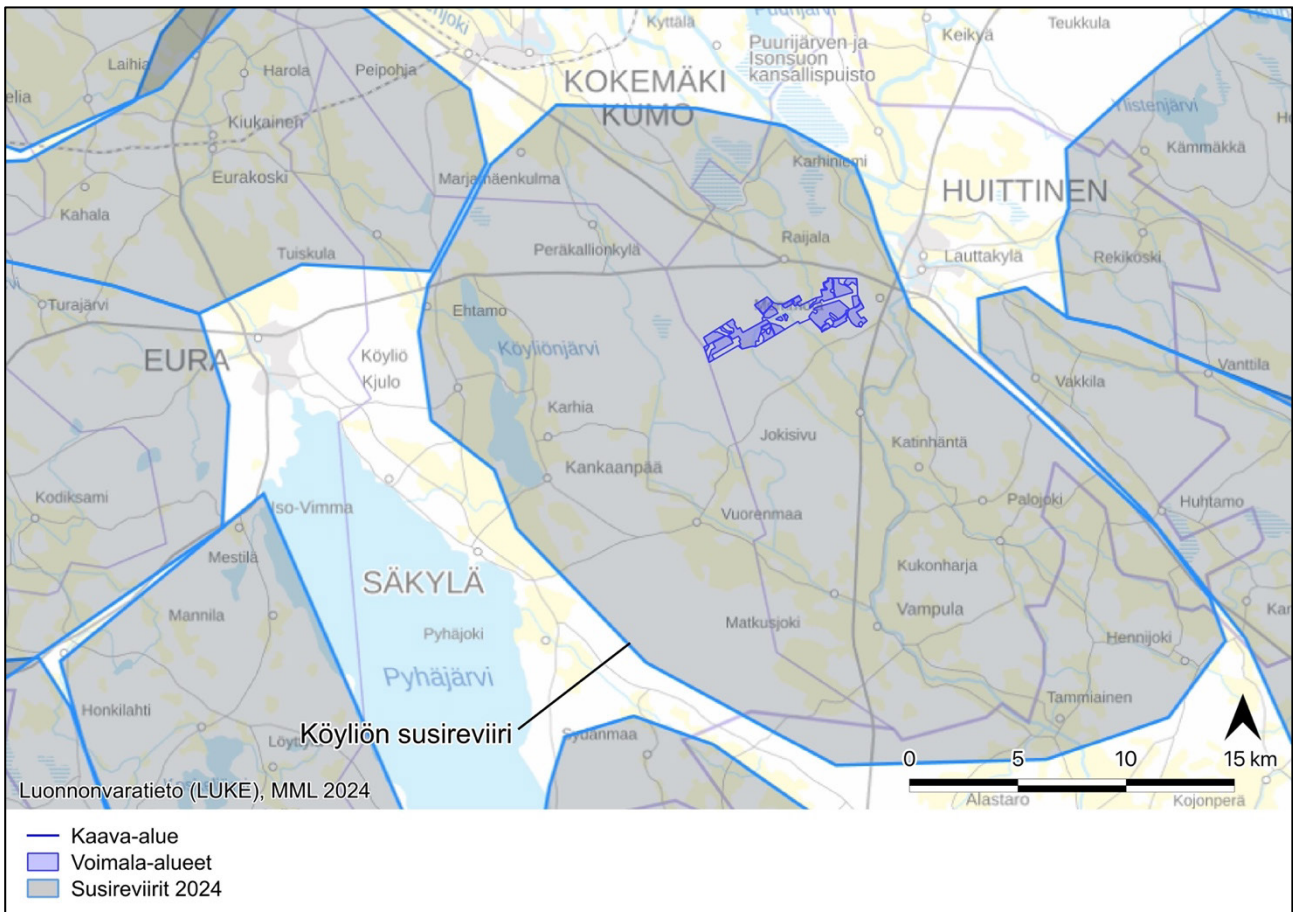 Kyttälä
Teukkula
Keikyä
Puurijärven ja
Isonsuon
kansallispuisto
Laihia
Harola
Peipohja
KOKEMÄKI
KUMO
Kiukainen
Ylistenjärvi
Kämmäkkä
Karhiniemi
Eurakoski
Marjamäenkulma
HUITTINEN
Kahala
Tuiskula
Peräkallionkylä
Raijala
Lauttakylä
Rekikoski
Turajärvi
Ehtamo
EURA
Köyliö
Kjulo
Köyliönjärvi
Vanttila
Vakkila
Karhia
Jokisivu
Katinhäntä
Kankaanpää
Kodiksami
Iso-Vimma
Vuorenmaa
Palojoki
Huhtamo
Mestilä
SÄKYLÄ
Kukonharja
Mannila
Pyhäjoki
Matkusjoki
Vampula
Hennijoki
Pyhäjärvi
Honkilahti
Tammiainen
Köyliön susireviiri
Sydänmaa
0 5 10 15 km
Luonnonvaratieto (LUKE), MML 2024
Alastaro
Kojonperä
Kaava-alue
Voimala-alueet
Susireviirit 2024